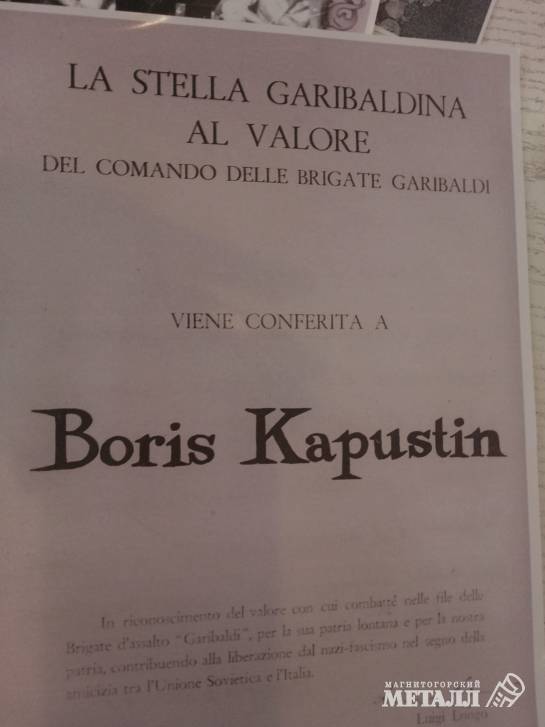 LA STELLA GARIBALDINA
AL VALORE
DEL COMANDO DELLE BRIGATE GARIBALDI
VIENE CONFERITA A
Boris Kapustin
In riconoscimento del valore con cui combatté nelle file delle
Brigate d'assalto "Garibaldi", per la sua patria lontana e per la nostra
patria, contribuendo alla liberazione dal nazi-fascismo nel segno della
amicizia tra l'Unione Sovietica e l'Italia.
Luigi Longo
МАГНИТОГОРСКИЙ
МЕТАЛЛ